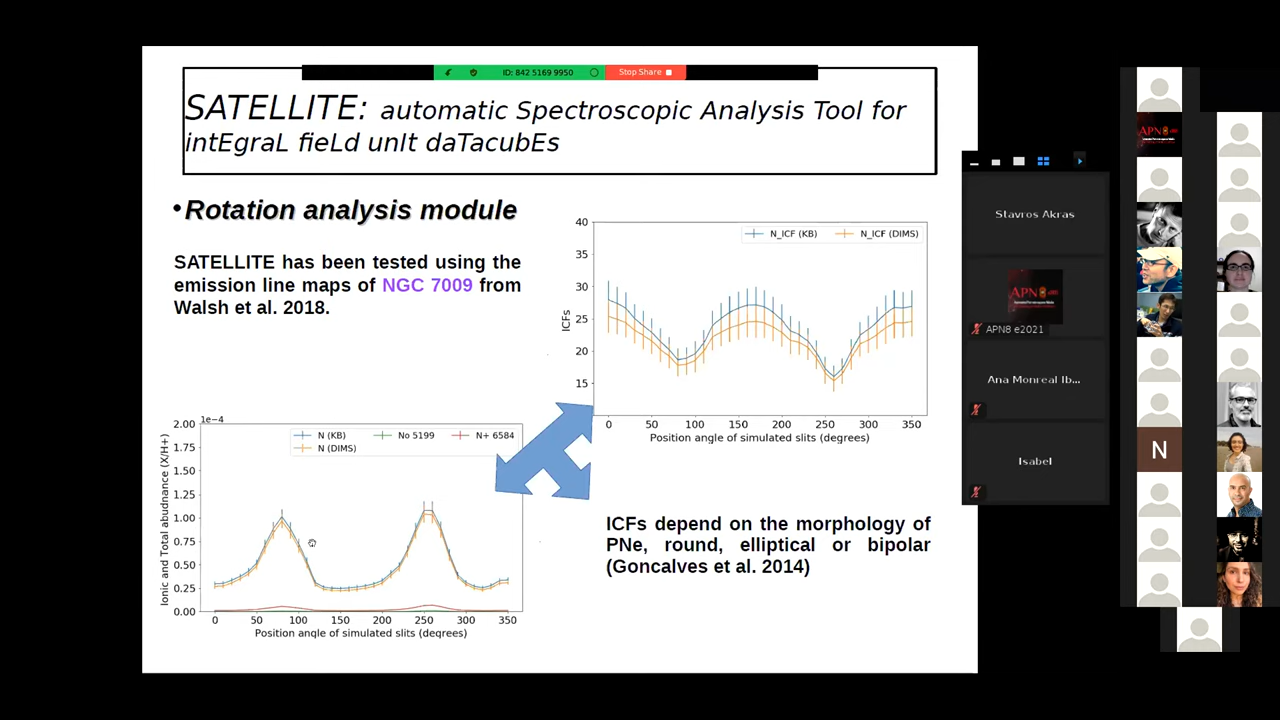 ID: 842 5169 9950
Stop Share
SATELLITE: automatic Spectroscopic Analysis Tool for
intEgraL fieLd unIt daTacubEs
•Rotation analysis module
SATELLITE has been tested using the
emission line maps of NGC 7009 from
Walsh et al. 2018.
N_ICF (KB)
N_ICF (DIMS)
40
35
30
25
20
15
ICFs
0 50 100 150 200 250 300 350
Position angle of simulated slits (degrees)
1e−4
N (KB)
No 5199
N+ 6584
N (DIMS)
2.00
1.75
1.50
1.25
1.00
0.75
0.50
0.25
0.00
Ionic and Total abudnance (X/H+)
0 50 100 150 200 250 300 350
Position angle of simulated slits (degrees)
ICFs depend on the morphology of
PNe, round, elliptical or bipolar
(Goncalves et al. 2014)
Stavros Akras
APN8
APN8 e2021
Ana Monreal Ib...
Isabel
APN8
N